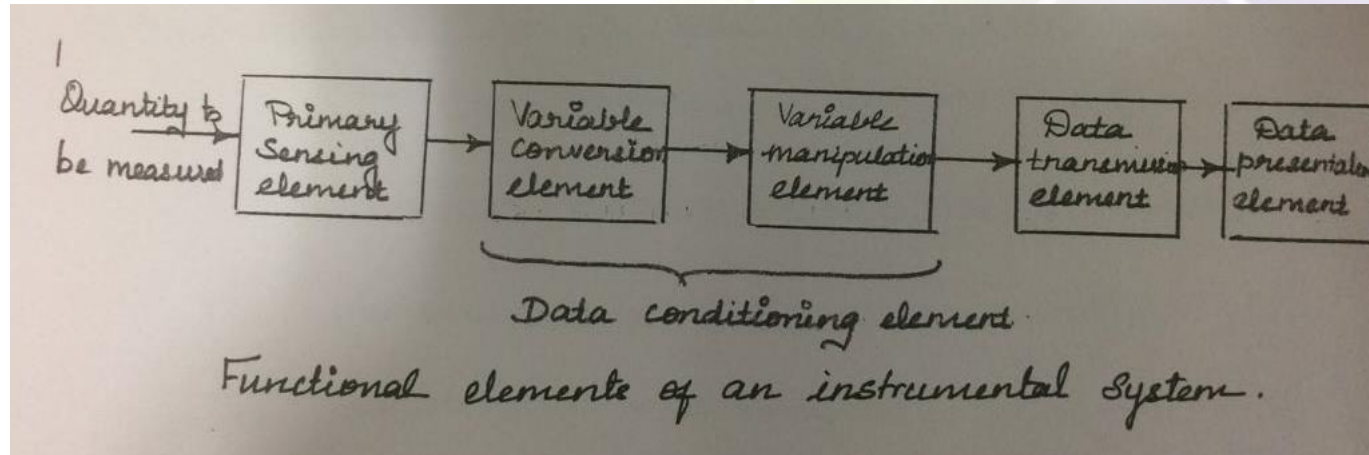 Quantity to
be measured
Primary
Sensing
element
Variable
conversion
element
Variable
manipulation
element
Data
transmission
element
Data
presentatio
element
Data conditioning element.
Functional elements of an instrumental system.